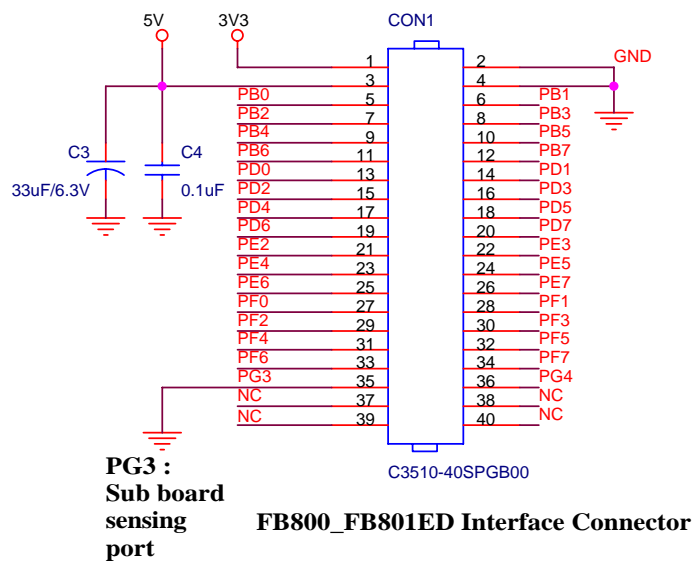 5V 3V3 CON1
1 2 GND
3 4
PB0 5 6 PB1
PB2 7 8 PB3
PB4 9 10 PB5
C3 C4 PB6 11 12 PB7
PD0 13 14 PD1
33uF/6.3V 0.1uF PD2 15 16 PD3
PD4 17 18 PD5
PD6 19 20 PD7
PE2 21 22 PE3
PE4 23 24 PE5
PE6 25 26 PE7
PF0 27 28 PF1
PF2 29 30 PF3
PF4 31 32 PF5
PF6 33 34 PF7
PG3 35 36 PG4
NC 37 38 NC
NC 39 40 NC
C3510-40SPGB00
PG3 :
Sub board
sensing
port
FB800_FB801ED Interface Connector